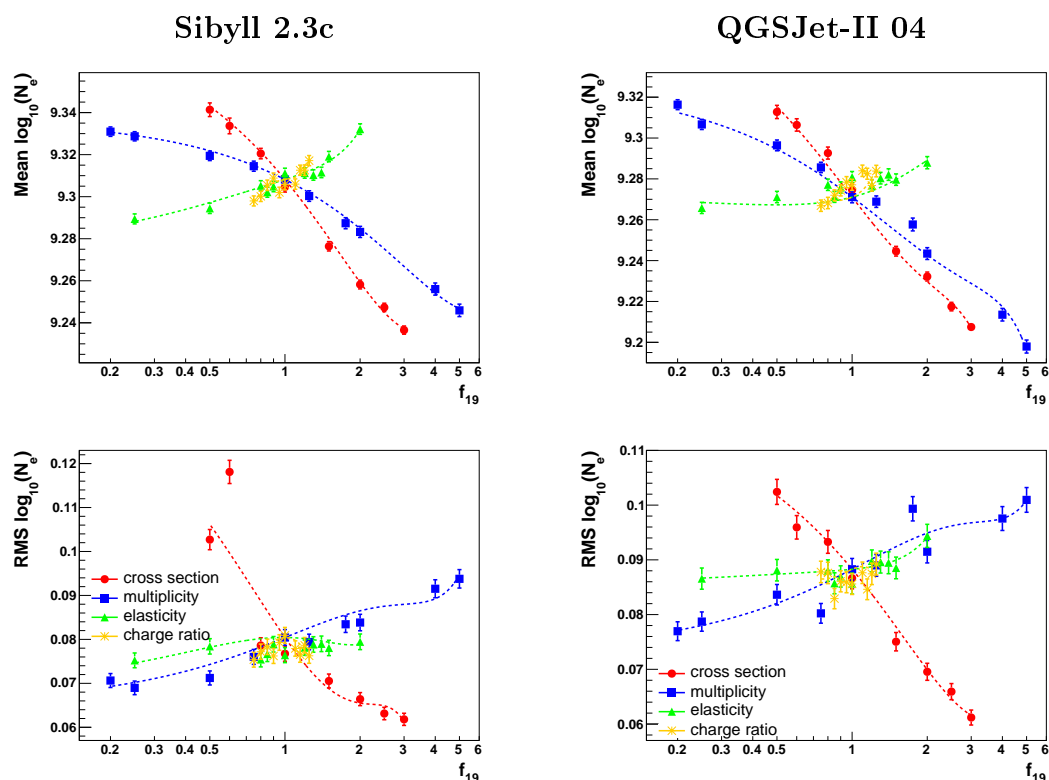 Sibyll 2.3c
QGSJet-II 04
Mean log10(Ne)
9.34
9.32
9.3
9.28
9.26
9.24
0.2 0.3 0.4 0.5 1 2 3 4 5 6
f19
Mean log10(Ne)
9.32
9.3
9.28
9.26
9.24
9.22
9.2
0.2 0.3 0.4 0.5 1 2 3 4 5 6
f19
RMS log10(Ne)
0.12
0.11
0.1
0.09
0.08
0.07
0.06
cross section
multiplicity
elasticity
charge ratio
0.2 0.3 0.4 0.5 1 2 3 4 5 6
f19
RMS log10(Ne)
0.11
0.1
0.09
0.08
0.07
0.06
cross section
multiplicity
elasticity
charge ratio
0.2 0.3 0.4 0.5 1 2 3 4 5 6
f19